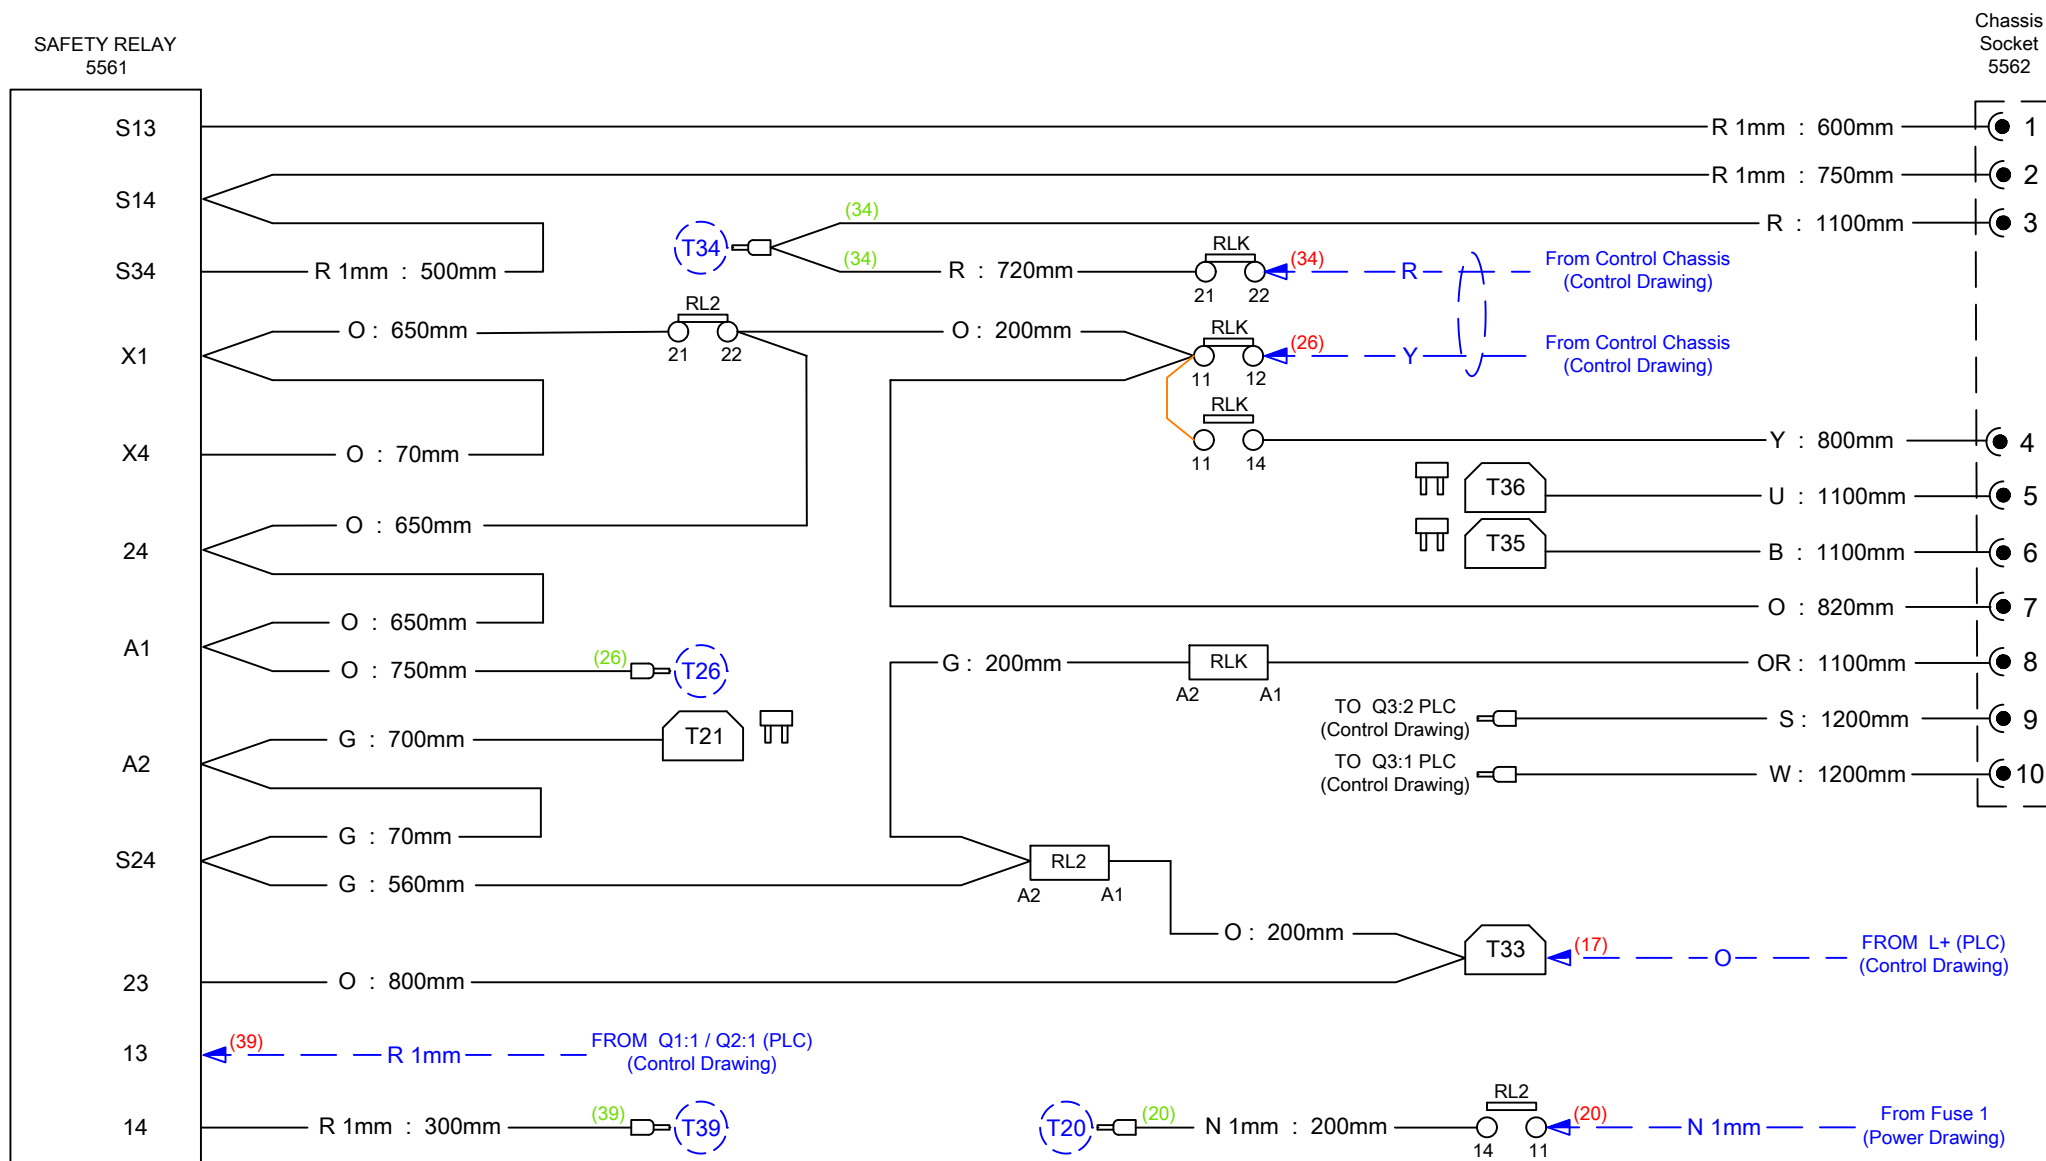 SAFETY RELAY
5561
Chassis
Socket
5562
S13
R 1mm : 600mm
1
S14
R 1mm : 750mm
2
(34)
R : 1100mm
3
T34
(34)
R : 720mm
RLK
21 22
(34)
R
From Control Chassis
(Control Drawing)
S34
R 1mm : 500mm
X1
O : 650mm
RL2
21 22
O : 200mm
RLK
11 12
(26)
Y
From Control Chassis
(Control Drawing)
RLK
11 14
Y : 800mm
4
X4
O : 70mm
T36
U : 1100mm
5
24
O : 650mm
T35
B : 1100mm
6
O : 820mm
7
A1
O : 650mm
O : 750mm
(26)
T26
G : 200mm
RLK
A2 A1
OR : 1100mm
8
TO Q3:2 PLC
(Control Drawing)
S : 1200mm
9
A2
G : 700mm
T21
TO Q3:1 PLC
(Control Drawing)
W : 1200mm
10
S24
G : 70mm
G : 560mm
RL2
A2 A1
O : 200mm
T33
(17)
O
FROM L+ (PLC)
(Control Drawing)
23
O : 800mm
13
(39)
R 1mm
FROM Q1:1 / Q2:1 (PLC)
(Control Drawing)
14
R 1mm : 300mm
(39)
T39
T20
(20)
N 1mm : 200mm
RL2
14 11
(20)
N 1mm
From Fuse 1
(Power Drawing)